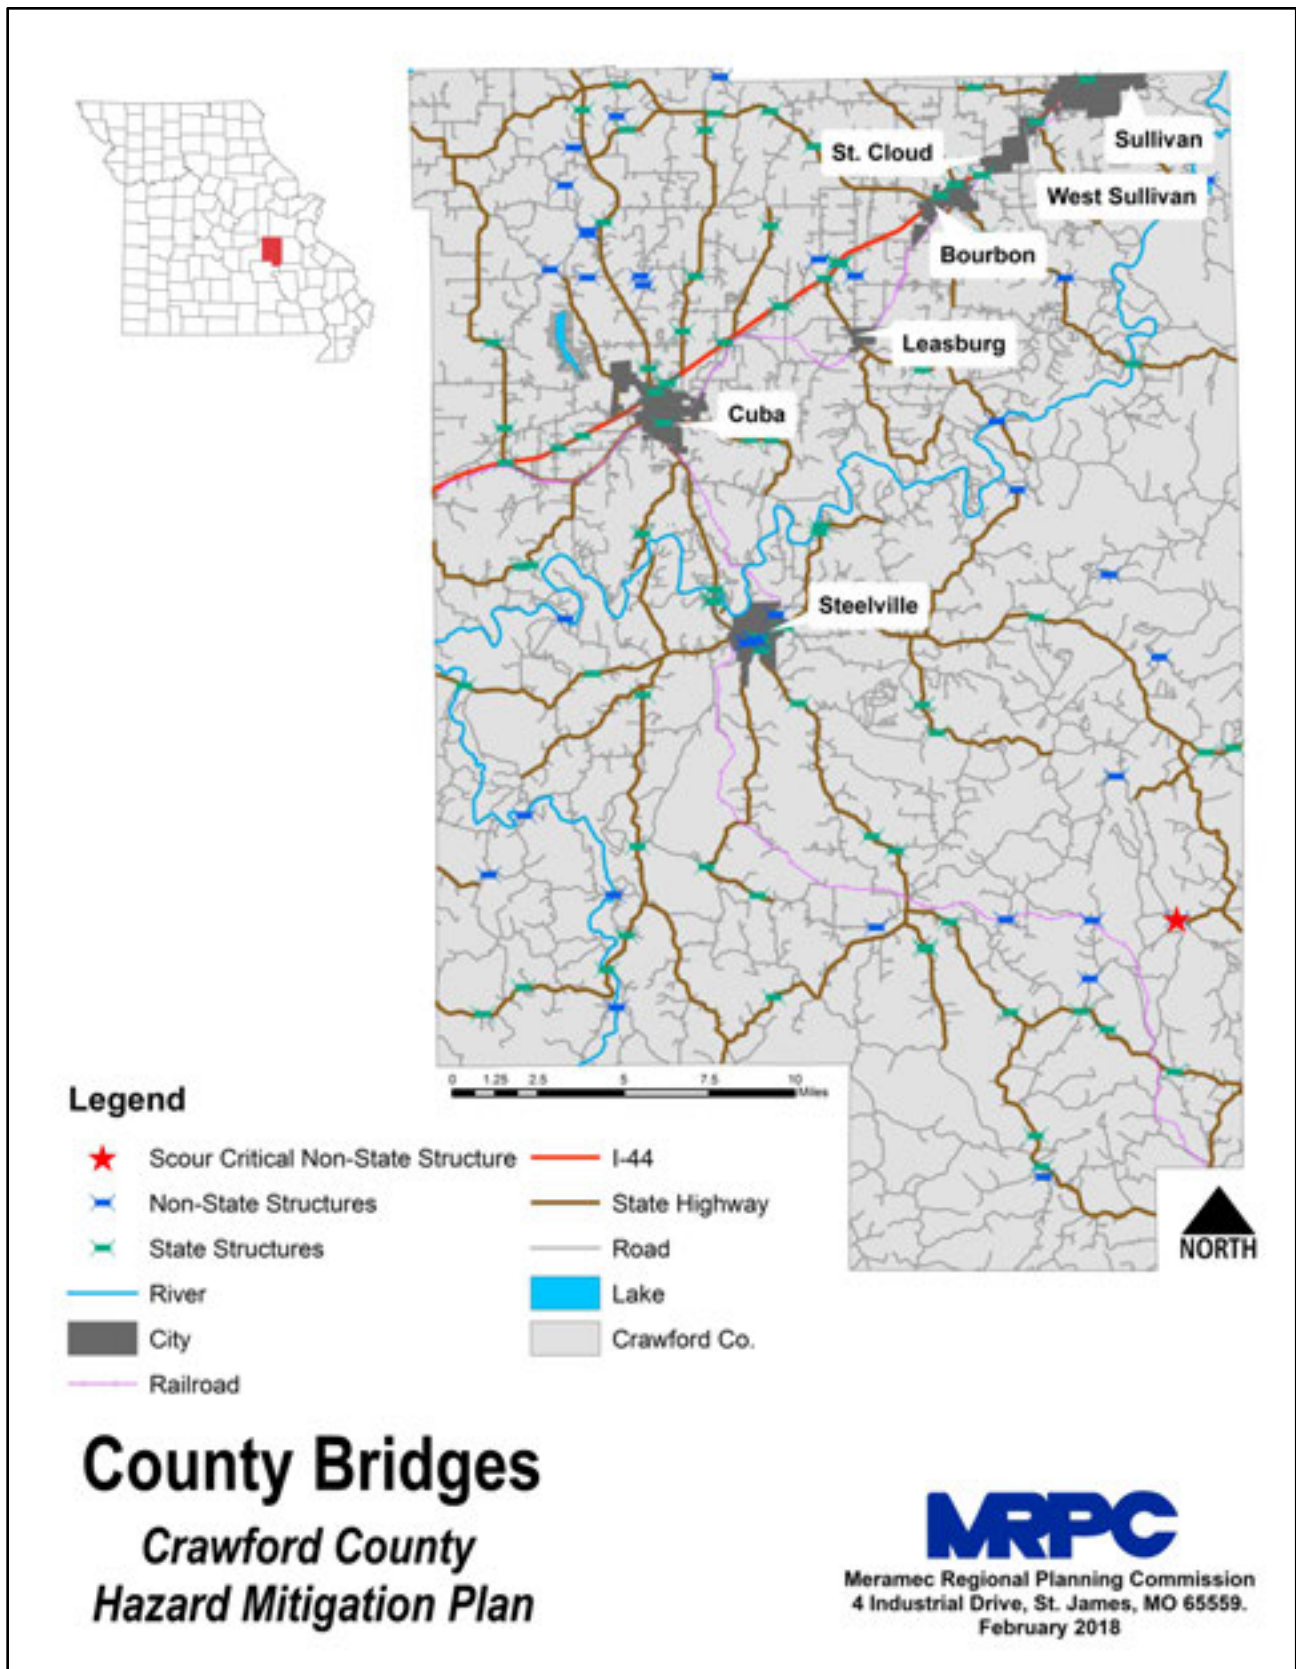 St. Cloud
Sullivan
West Sullivan
Bourbon
Leasburg
Cuba
Steelville
0 1.25 2.5 5 7.5 10
Miles
Legend
Scour Critical Non-State Structure
Non-State Structures
State Structures
River
City
Railroad
I-44
State Highway
Road
Lake
Crawford Co.
NORTH
County Bridges
Crawford County
Hazard Mitigation Plan
MRPC
Meramec Regional Planning Commission
4 Industrial Drive, St. James, MO 65559.
February 2018